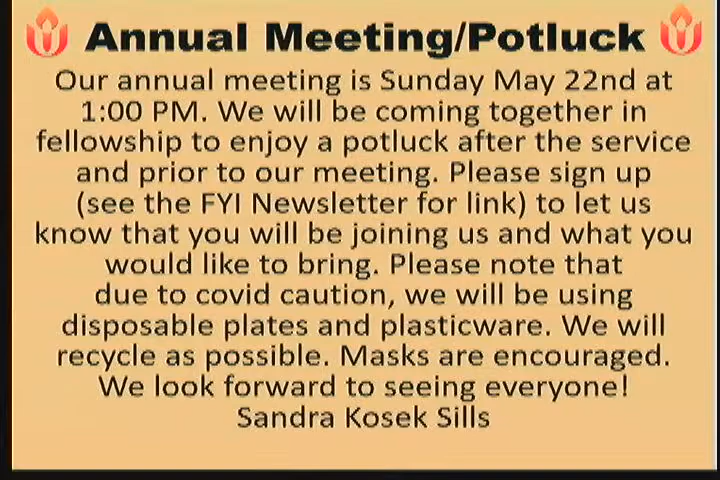 Annual Meeting/Potluck
Our annual meeting is Sunday May 22nd at
1:00 PM. We will be coming together in
fellowship to enjoy a potluck after the service
and prior to our meeting. Please sign up
(see the FYI Newsletter for link) to let us
know that you will be joining us and what you
would like to bring. Please note that
due to covid caution, we will be using
disposable plates and plasticware. We will
recycle as possible. Masks are encouraged.
We look forward to seeing everyone!
Sandra Kosek Sills